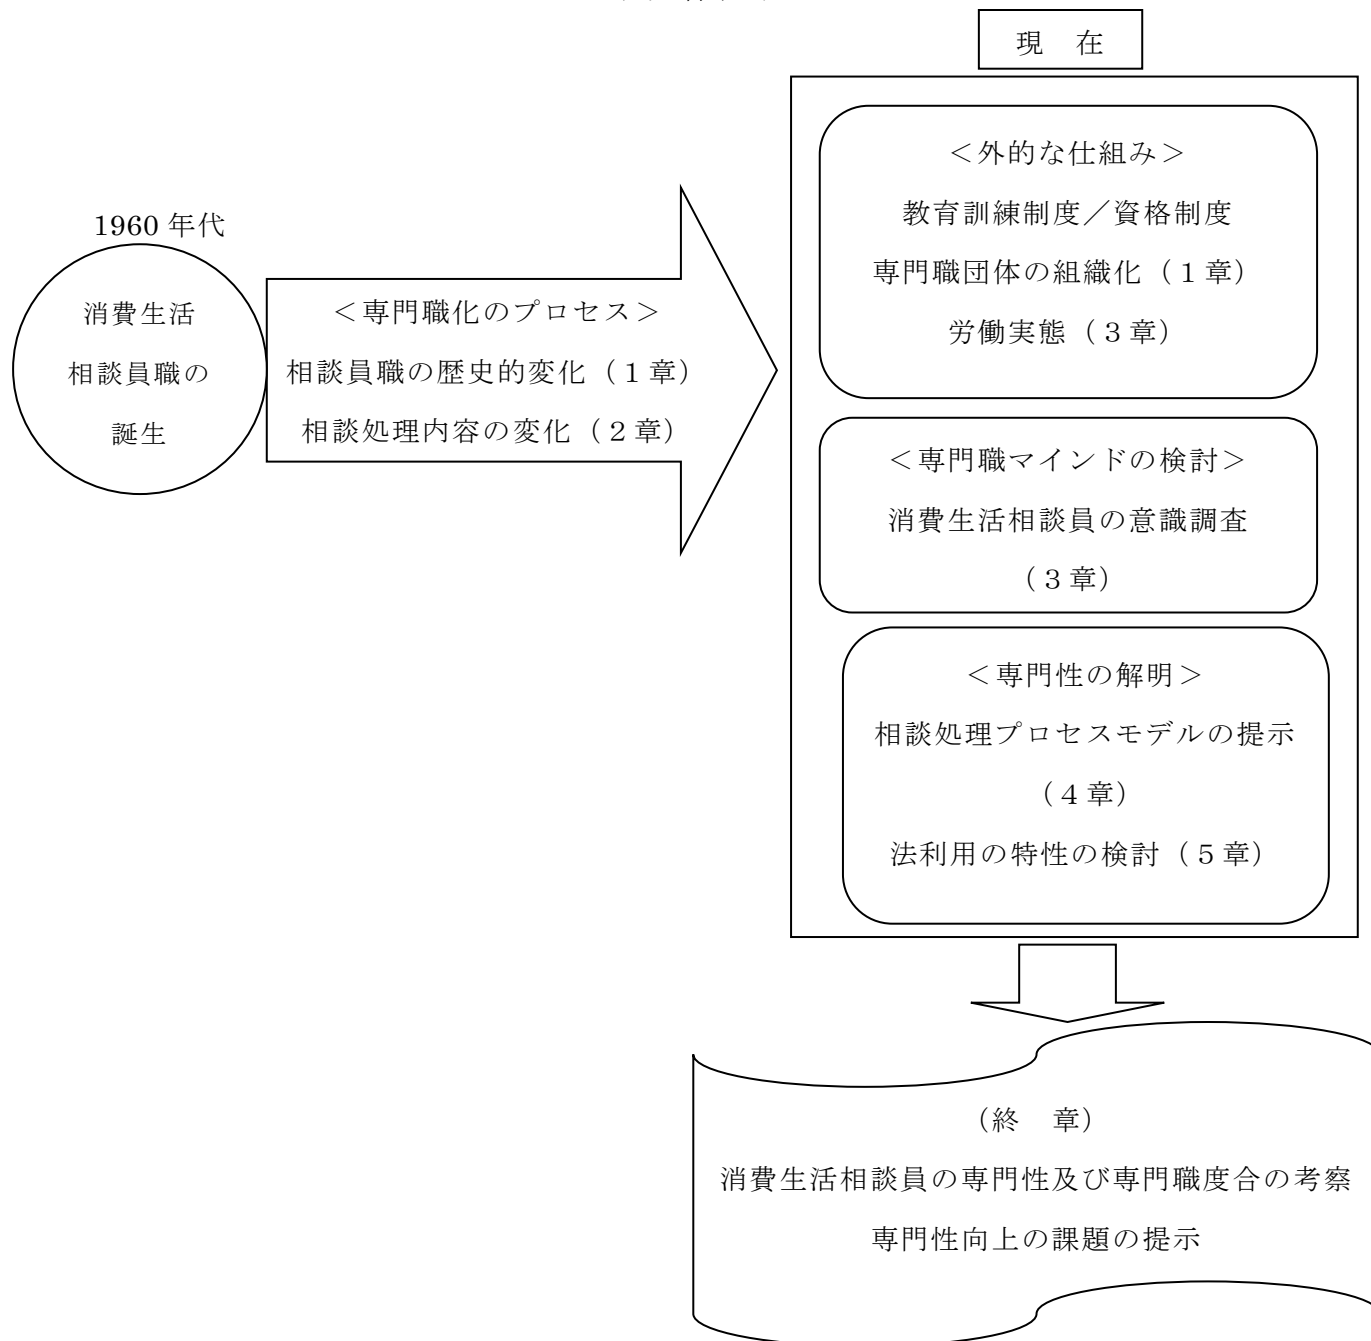 現　在
＜外的な仕組み＞
教育訓練制度／資格制度
専門職団体の組織化（１章）
労働実態（３章）
1960 年代
消費生活
相談員職の
誕生
＜専門職化のプロセス＞
相談員職の歴史的変化（１章）
相談処理内容の変化（２章）
＜専門職マインドの検討＞
消費生活相談員の意識調査
（３章）
＜専門性の解明＞
相談処理プロセスモデルの提示
（４章）
法利用の特性の検討（５章）
（終　章）
消費生活相談員の専門性及び専門職度合の考察
専門性向上の課題の提示